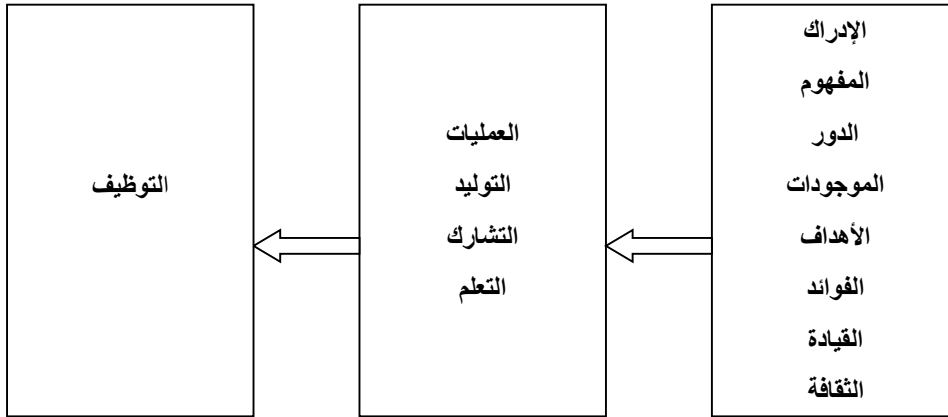 الإدراك
المفهوم
الدور
الموجودات
الأهداف
الفوائد
القيادة
الثقافة
العمليات
التوليد
التشارك
التعلم
التوظيف